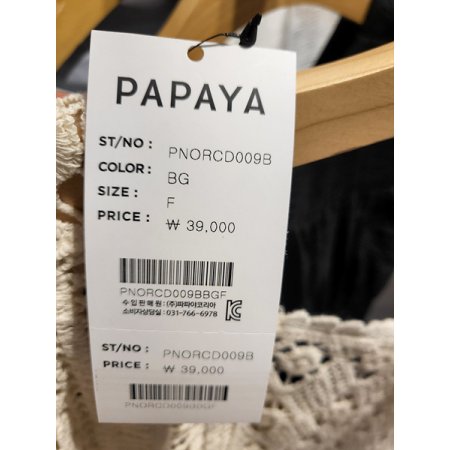 PAPAYA
ST/NO : PNORCD009B
COLOR : BG
SIZE : F
PRICE : ₩ 39,000
PNORCD009BBGF
수 입 판 매 원 : (주)파파야코리아
소비자상담실 : 031-766-6978
ST/NO : PNORCD009B
PRICE : ₩ 39,000
PNORCD009BBGF